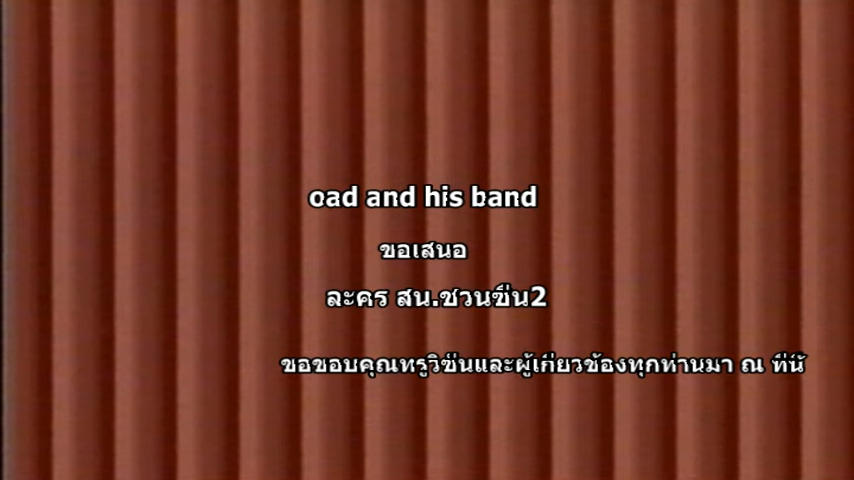 oad and his band
ขอเสนอ
ละคร สน.ชวนขื่น2
ขอขอบคุณทรูวิชั่นและผู้เกี่ยวข้องทุกท่านมา ณ ที่นี้